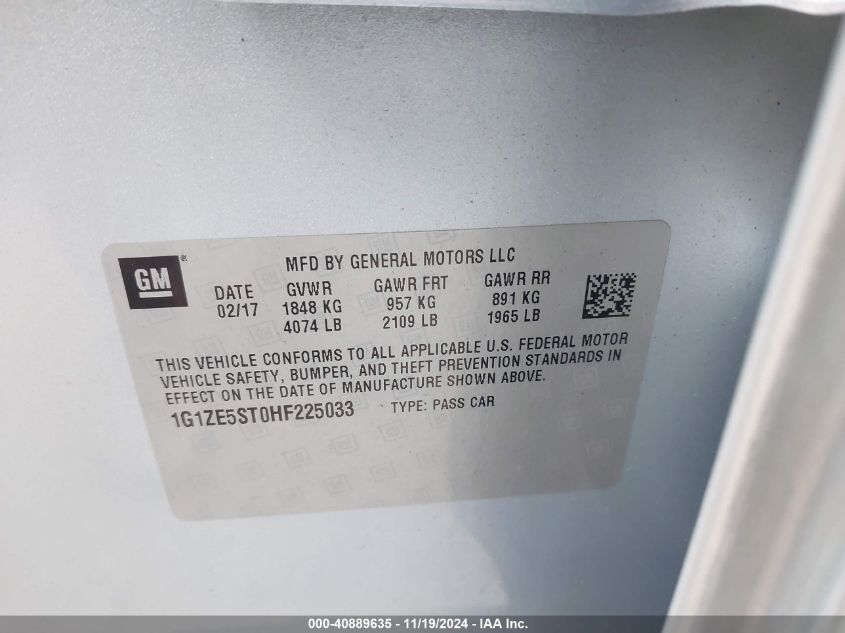 GM®
MFD BY GENERAL MOTORS LLC
DATE GVWR GAWR FRT GAWR RR
02/17 1848 KG 957 KG 891 KG
4074 LB 2109 LB 1965 LB
THIS VEHICLE CONFORMS TO ALL APPLICABLE U.S. FEDERAL MOTOR
VEHICLE SAFETY, BUMPER, AND THEFT PREVENTION STANDARDS IN
EFFECT ON THE DATE OF MANUFACTURE SHOWN ABOVE.
1G1ZE5ST0HF225033 TYPE: PASS CAR
000-40889635 - 11/19/2024 - IAA Inc.